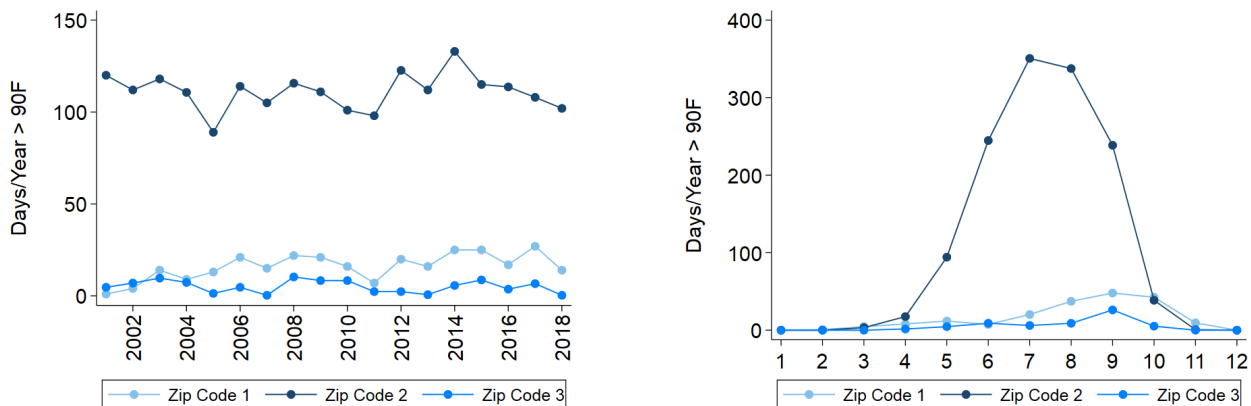 Days/Year > 90F
150
100
50
0
2002 2004 2006 2008 2010 2012 2014 2016 2018
Zip Code 1 Zip Code 2 Zip Code 3
Days/Year > 90F
400
300
200
100
0
1 2 3 4 5 6 7 8 9 10 11 12
Zip Code 1 Zip Code 2 Zip Code 3